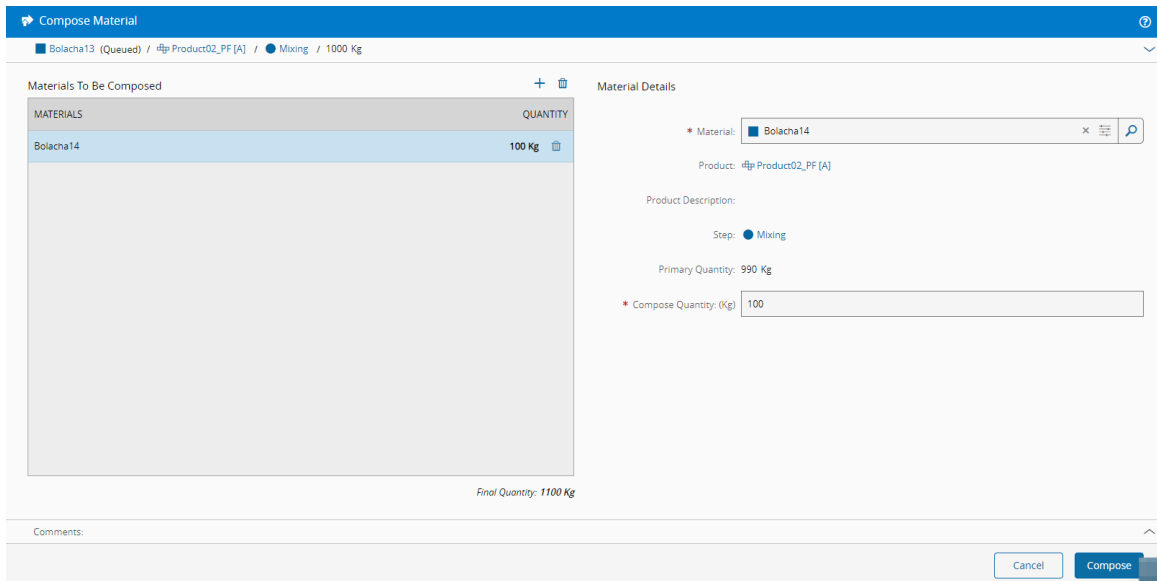 Compose Material
Bolacha13 (Queued) / Product02_PF [A] / Mixing / 1000 Kg
Materials To Be Composed
MATERIALS QUANTITY
Bolacha14 100 Kg
Final Quantity: 1100 Kg
Material Details
* Material: Bolacha14
Product: Product02_PF [A]
Product Description:
Step: Mixing
Primary Quantity: 990 Kg
* Compose Quantity: (Kg) 100
Comments:
Cancel Compose